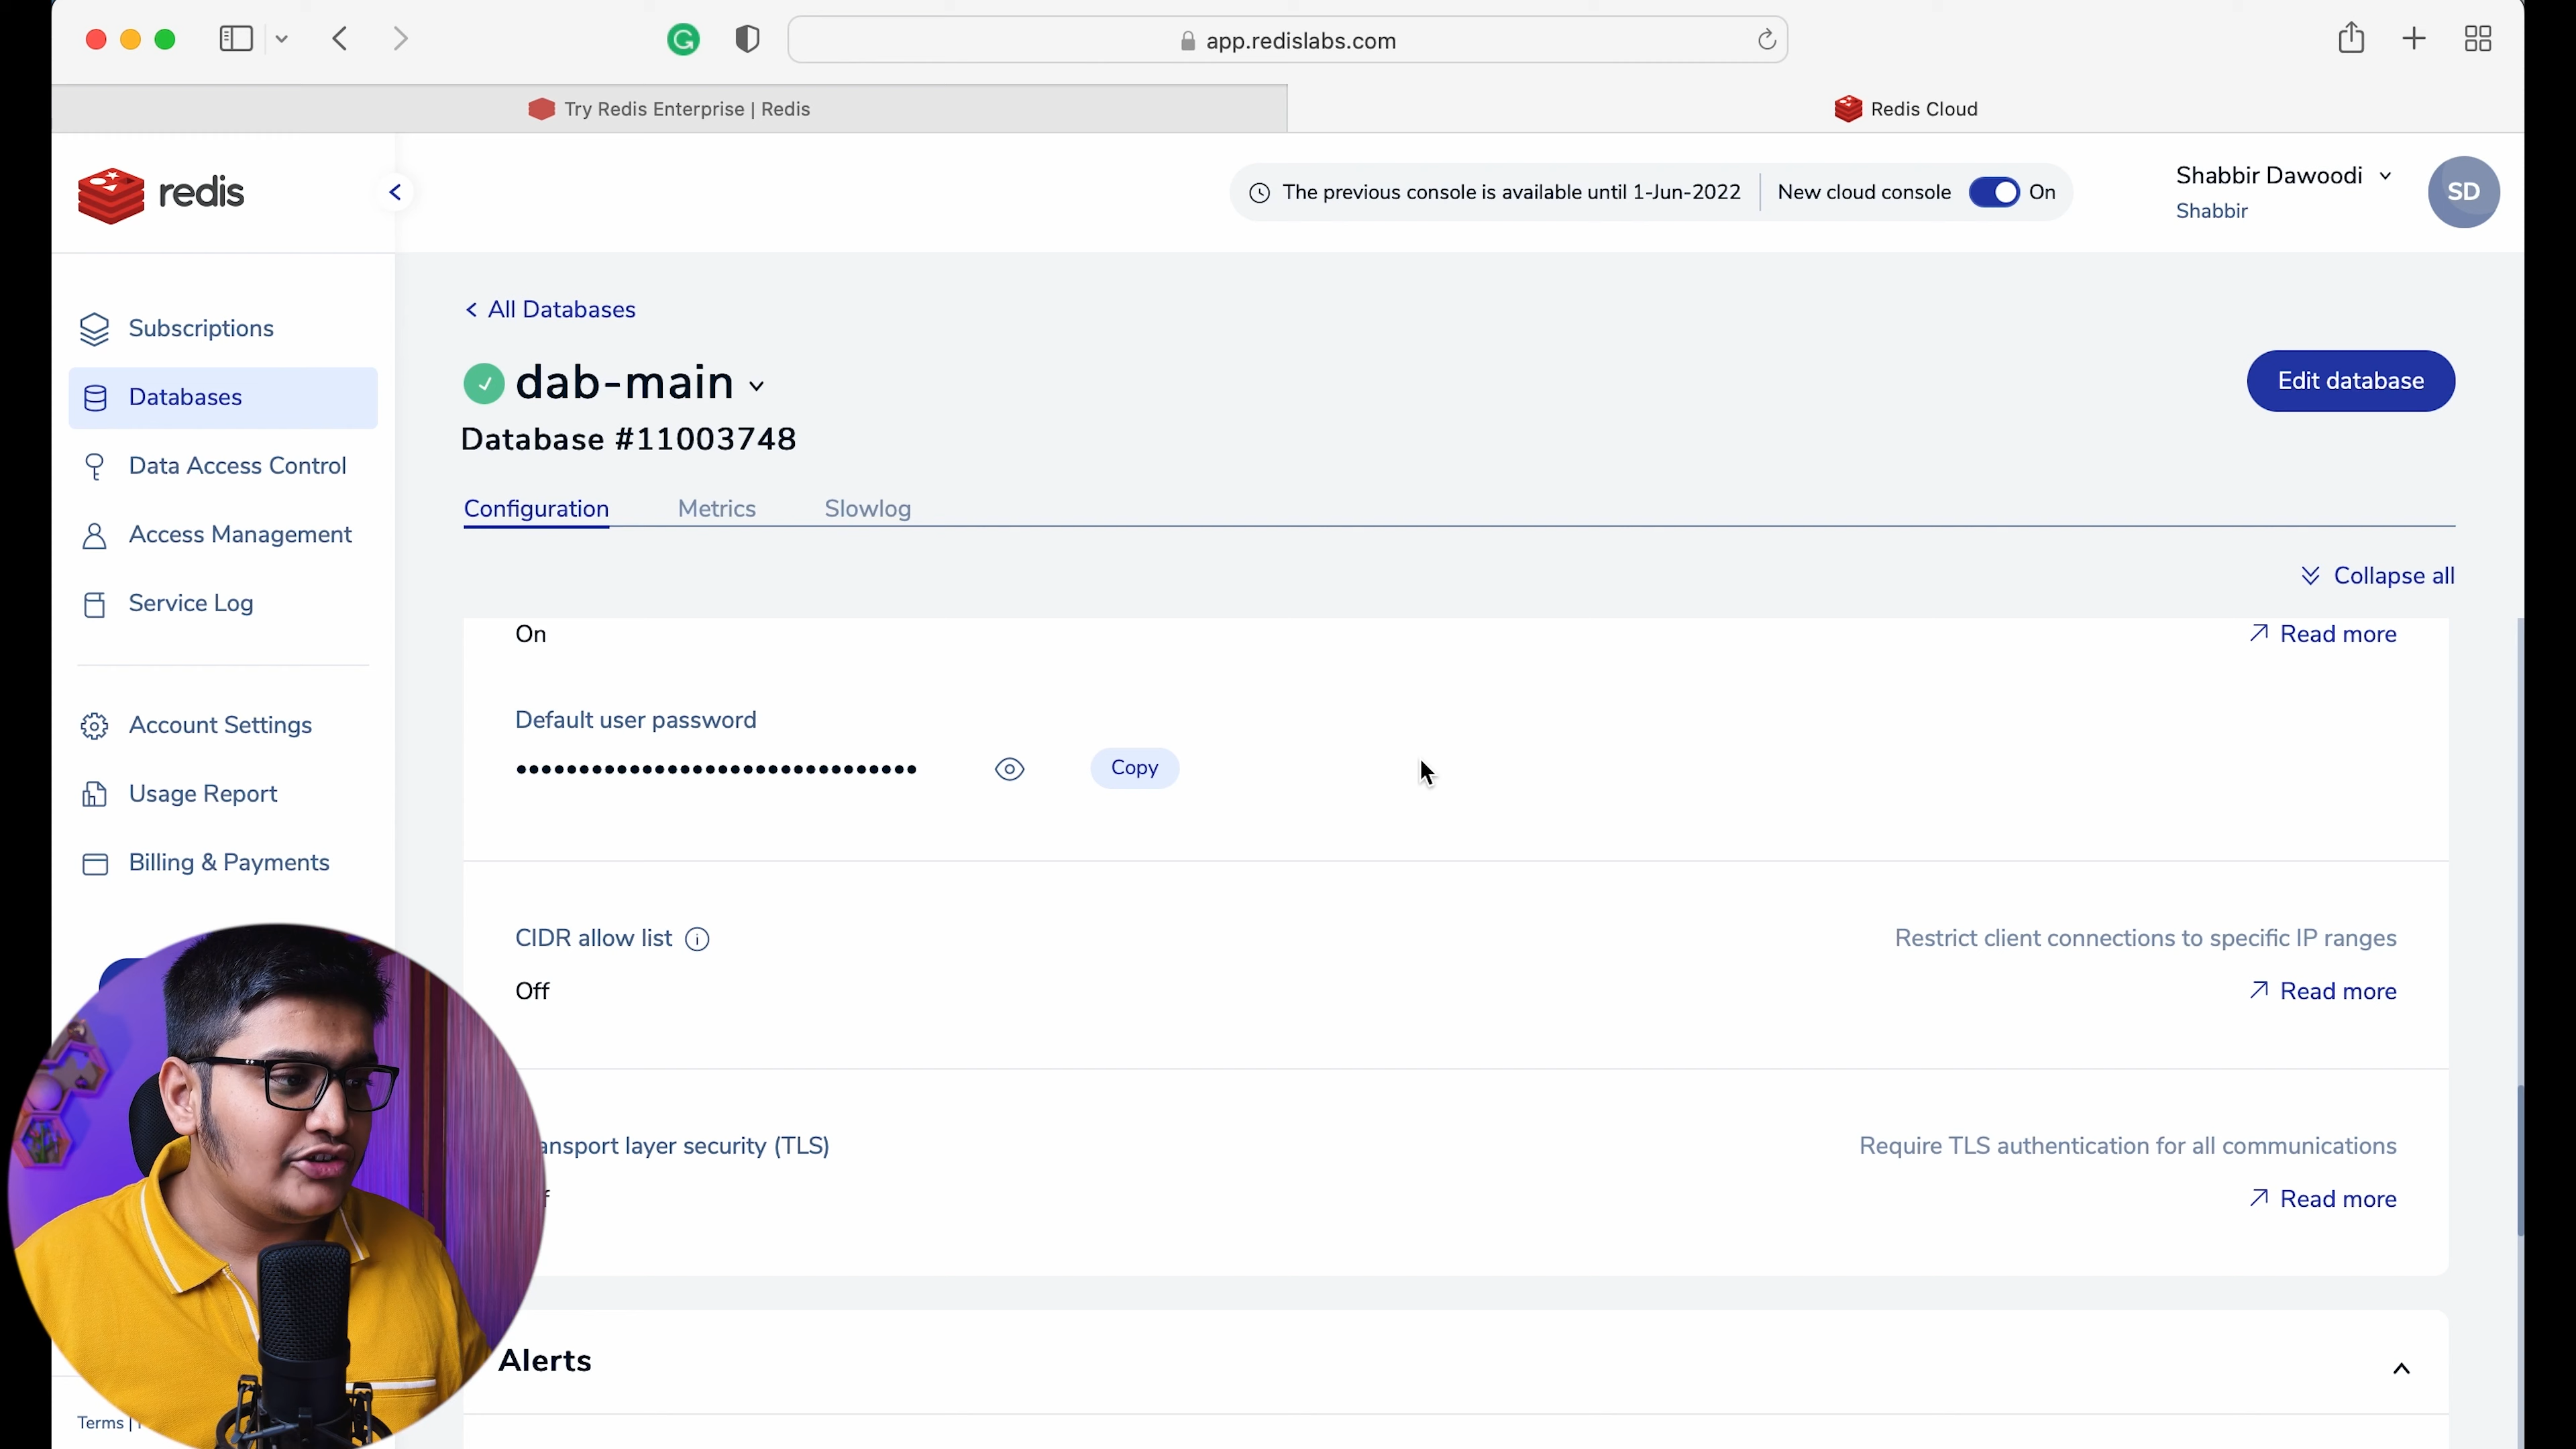 app.redislabs.com
Try Redis Enterprise | Redis
Redis Cloud
redis
The previous console is available until 1-Jun-2022
New cloud console
On
Shabbir Dawoodi
Shabbir
SD
Subscriptions
Databases
Data Access Control
Access Management
Service Log
Account Settings
Usage Report
Billing & Payments
Terms |
All Databases
dab-main
Edit database
Database #11003748
Configuration
Metrics
Slowlog
Collapse all
On
Read more
Default user password
Copy
CIDR allow list
Restrict client connections to specific IP ranges
Off
Read more
ansport layer security (TLS)
Require TLS authentication for all communications
Read more
Alerts